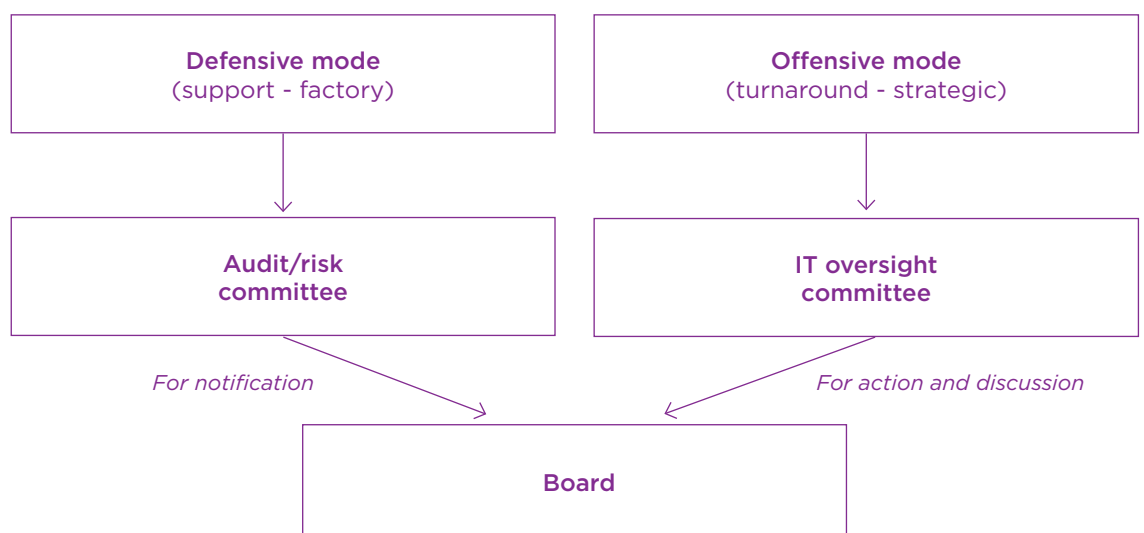 Defensive mode
(support - factory)
Offensive mode
(turnaround - strategic)
Audit/risk
committee
IT oversight
committee
For notification
For action and discussion
Board